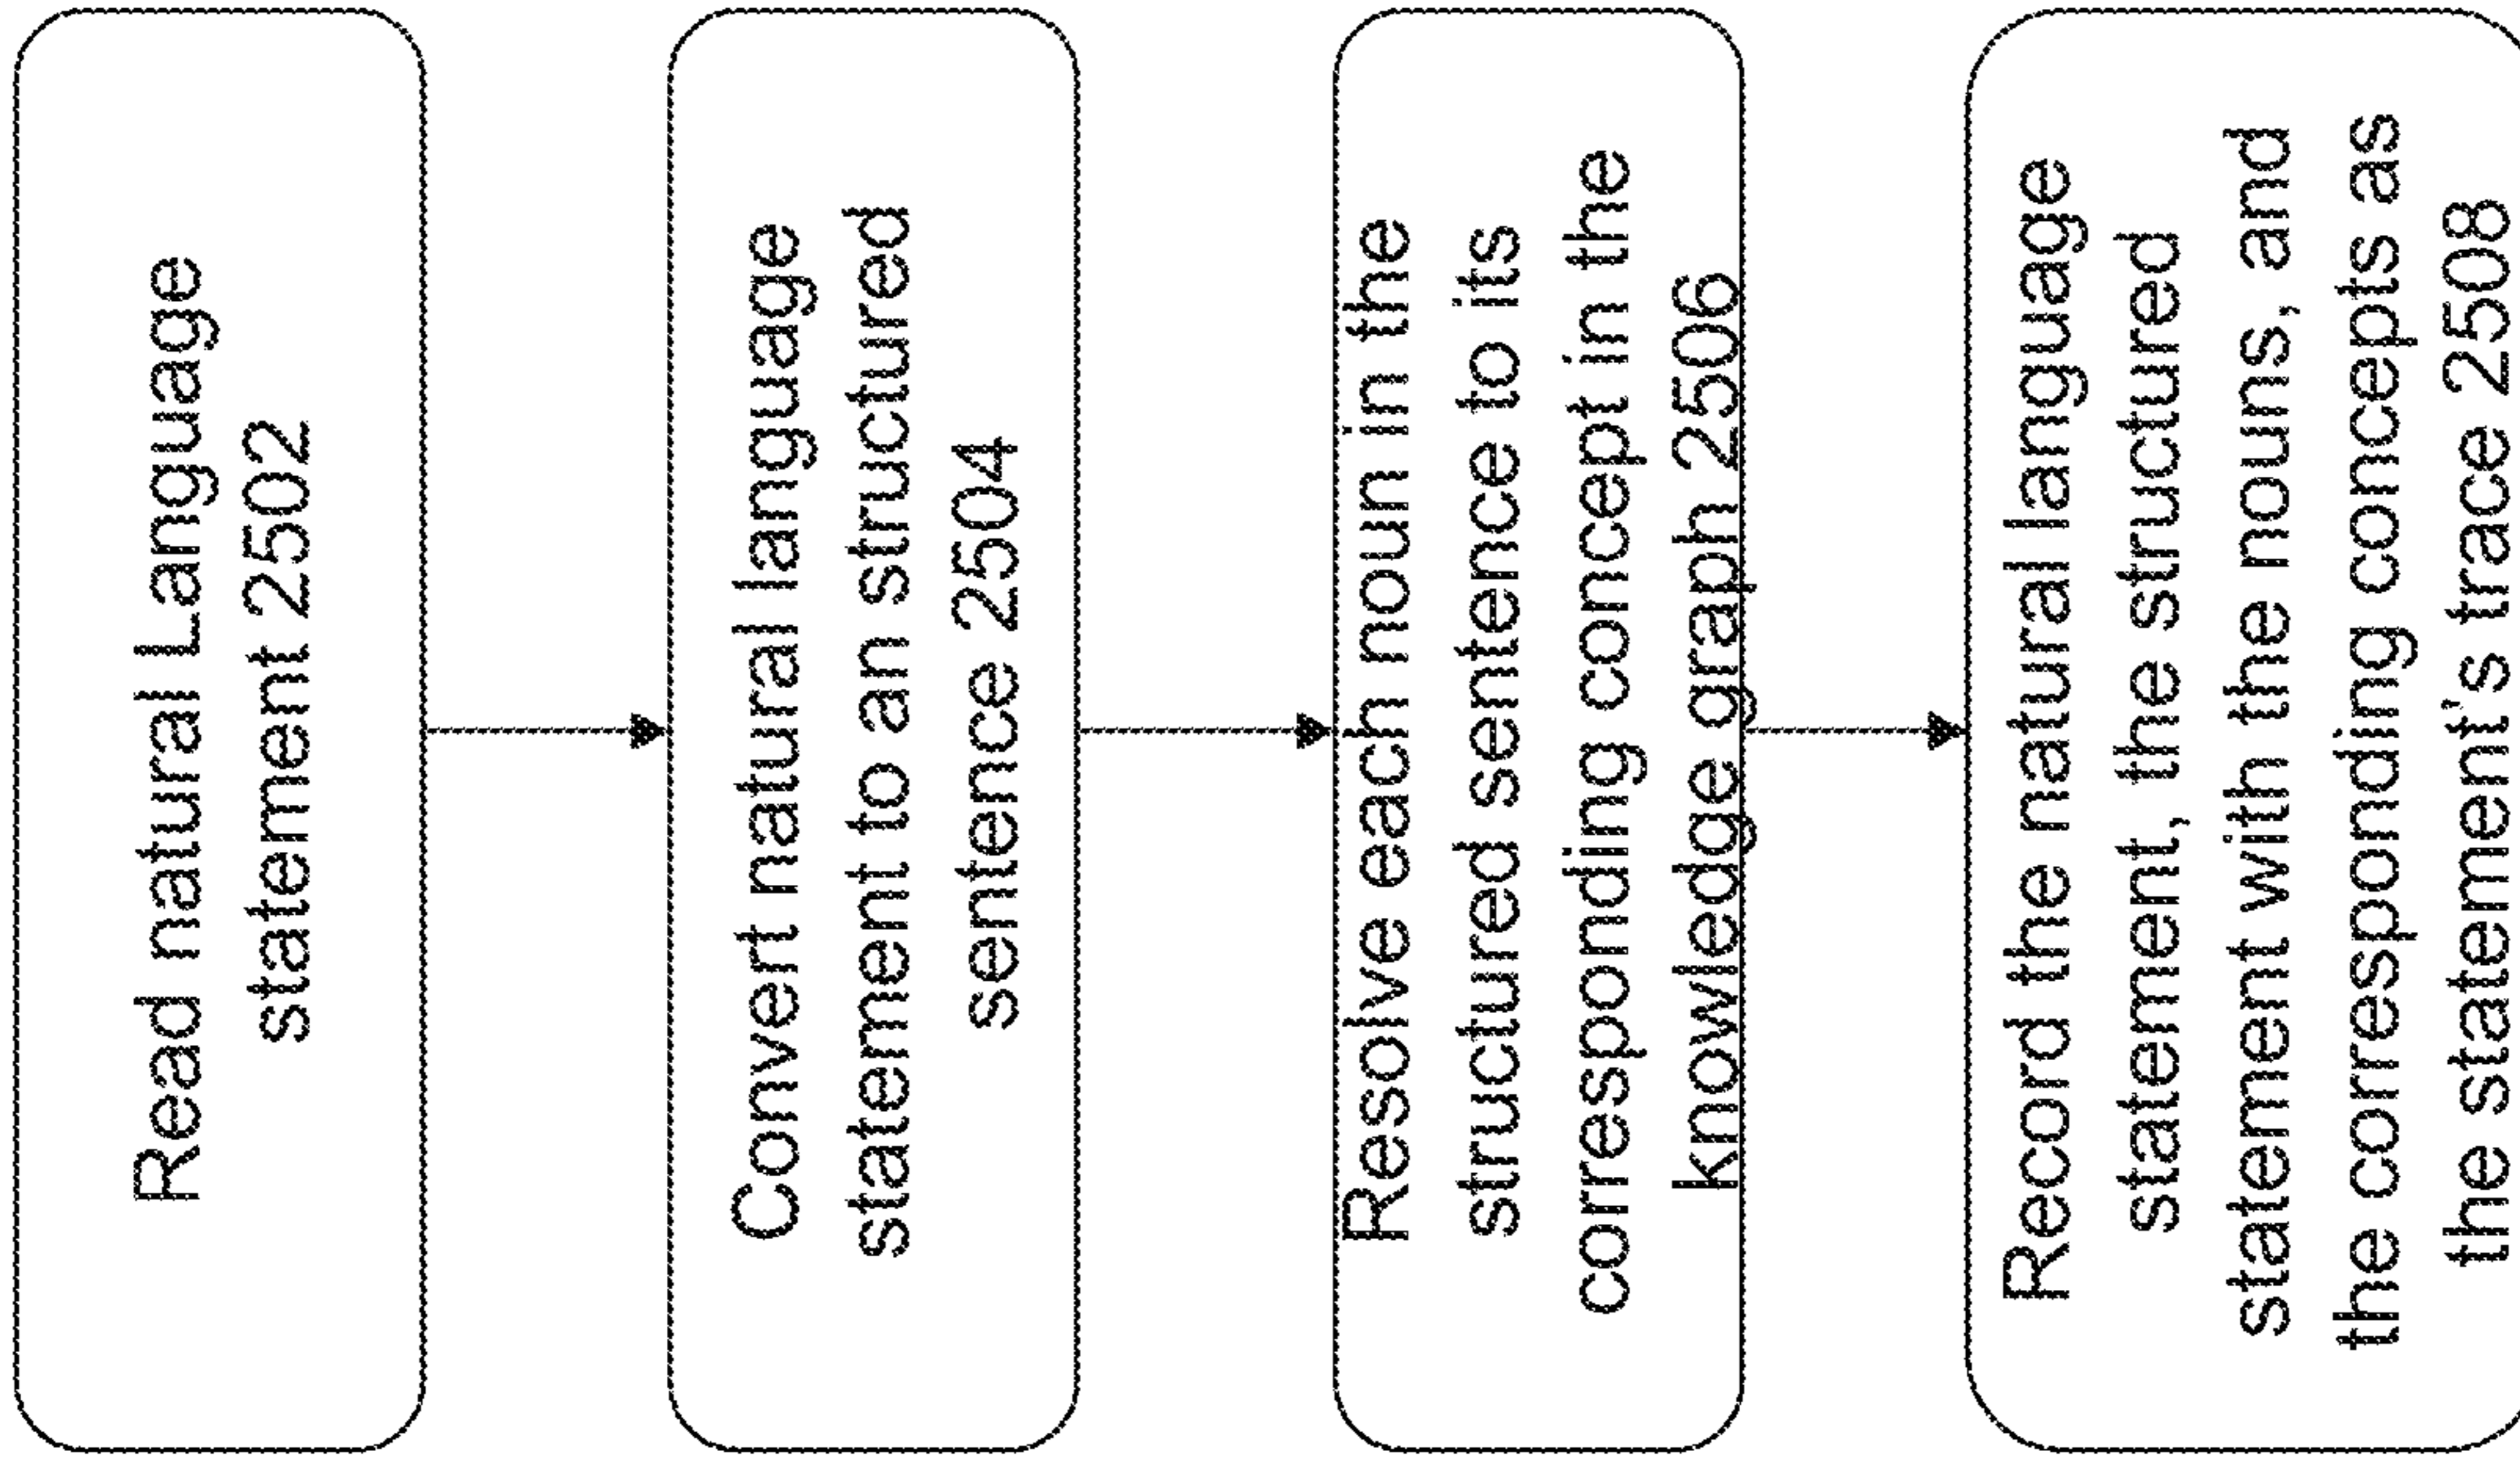 Read natural Language
statement 2502
Convert natural language
statement to an structured
sentence 2504
Resolve each noun in the
structured sentence to its
corresponding concept in the
knowledge graph 2506
Record the natural language
statement, the structured
statement with the nouns, and
the corresponding concepts as
the statement's trace 2508